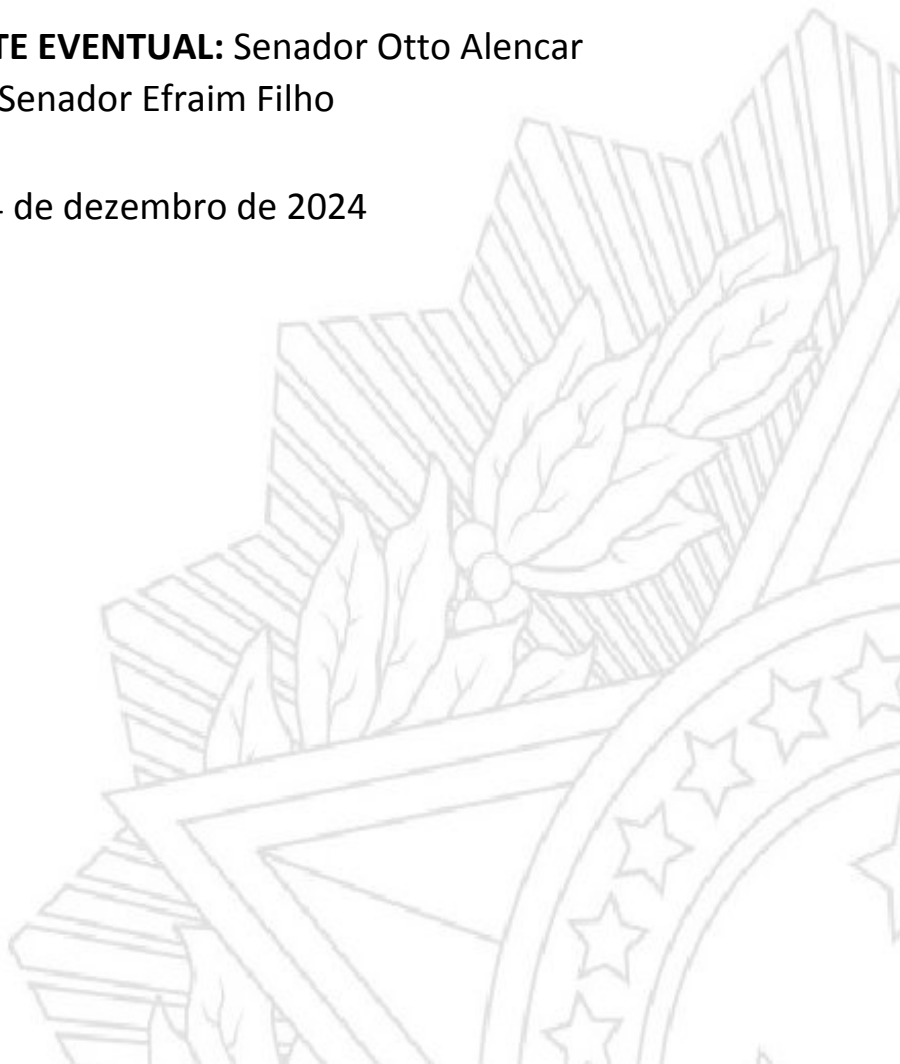 TE EVENTUAL: Senador Otto Alencar
Senador Efraim Filho
de dezembro de 2024